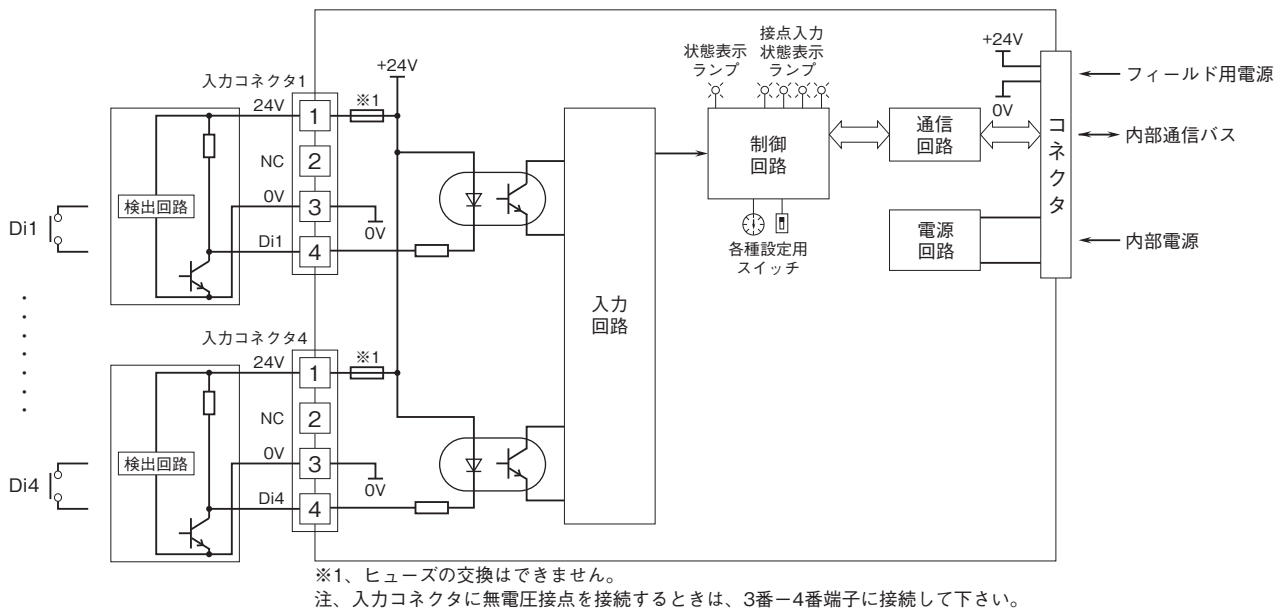 +24V
入力コネクタ1
※1
24V
1
NC
2
検出回路
0V
3
0V
Di1
Di1
4
入力コネクタ4
※1
24V
1
NC
2
検出回路
0V
3
0V
Di4
Di4
4
入力
回路
状態表示
ランプ
接点入力
状態表示
ランプ
制御
回路
各種設定用
スイッチ
通信
回路
電源
回路
+24V
0V
コネクタ
フィールド用電源
内部通信バス
内部電源
※1、ヒューズの交換はできません。
注、入力コネクタに無電圧接点を接続するときは、3番－4番端子に接続して下さい。